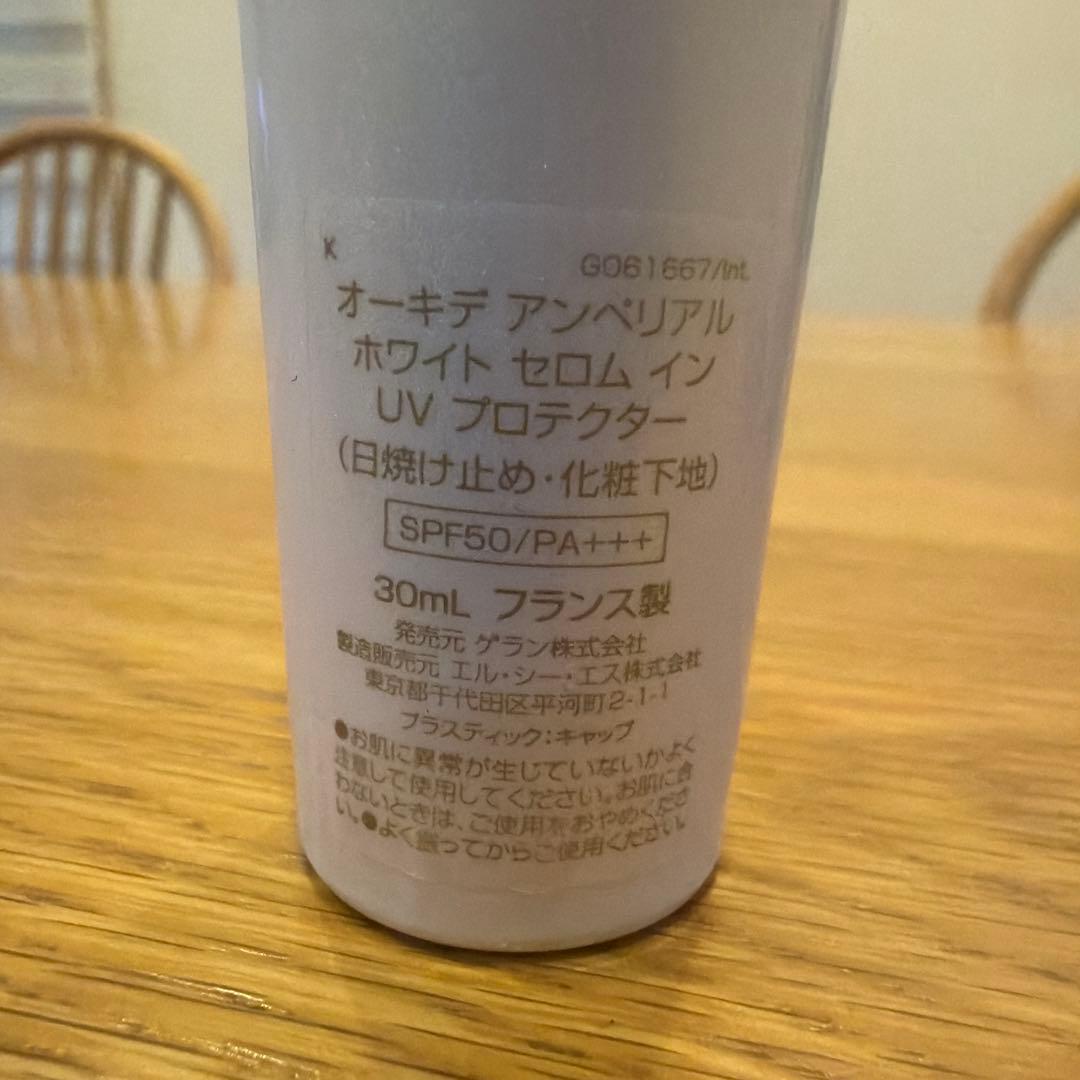 K
G061667/Int.
オーキデ アンペリアル
ホワイト セロム イン
UV プロテクター
(日焼け止め・化粧下地)
SPF50/PA+++
30mL フランス製
発売元 ゲラン株式会社
製造販売元 エル・シー・エス株式会社
東京都千代田区平河町2-1-1
プラスティック:キャップ
●お肌に異常が生じていないかよく
注意して使用してください。お肌に合
わないときは、ご使用をおやめくださ
い。●よく振ってからご使用ください。